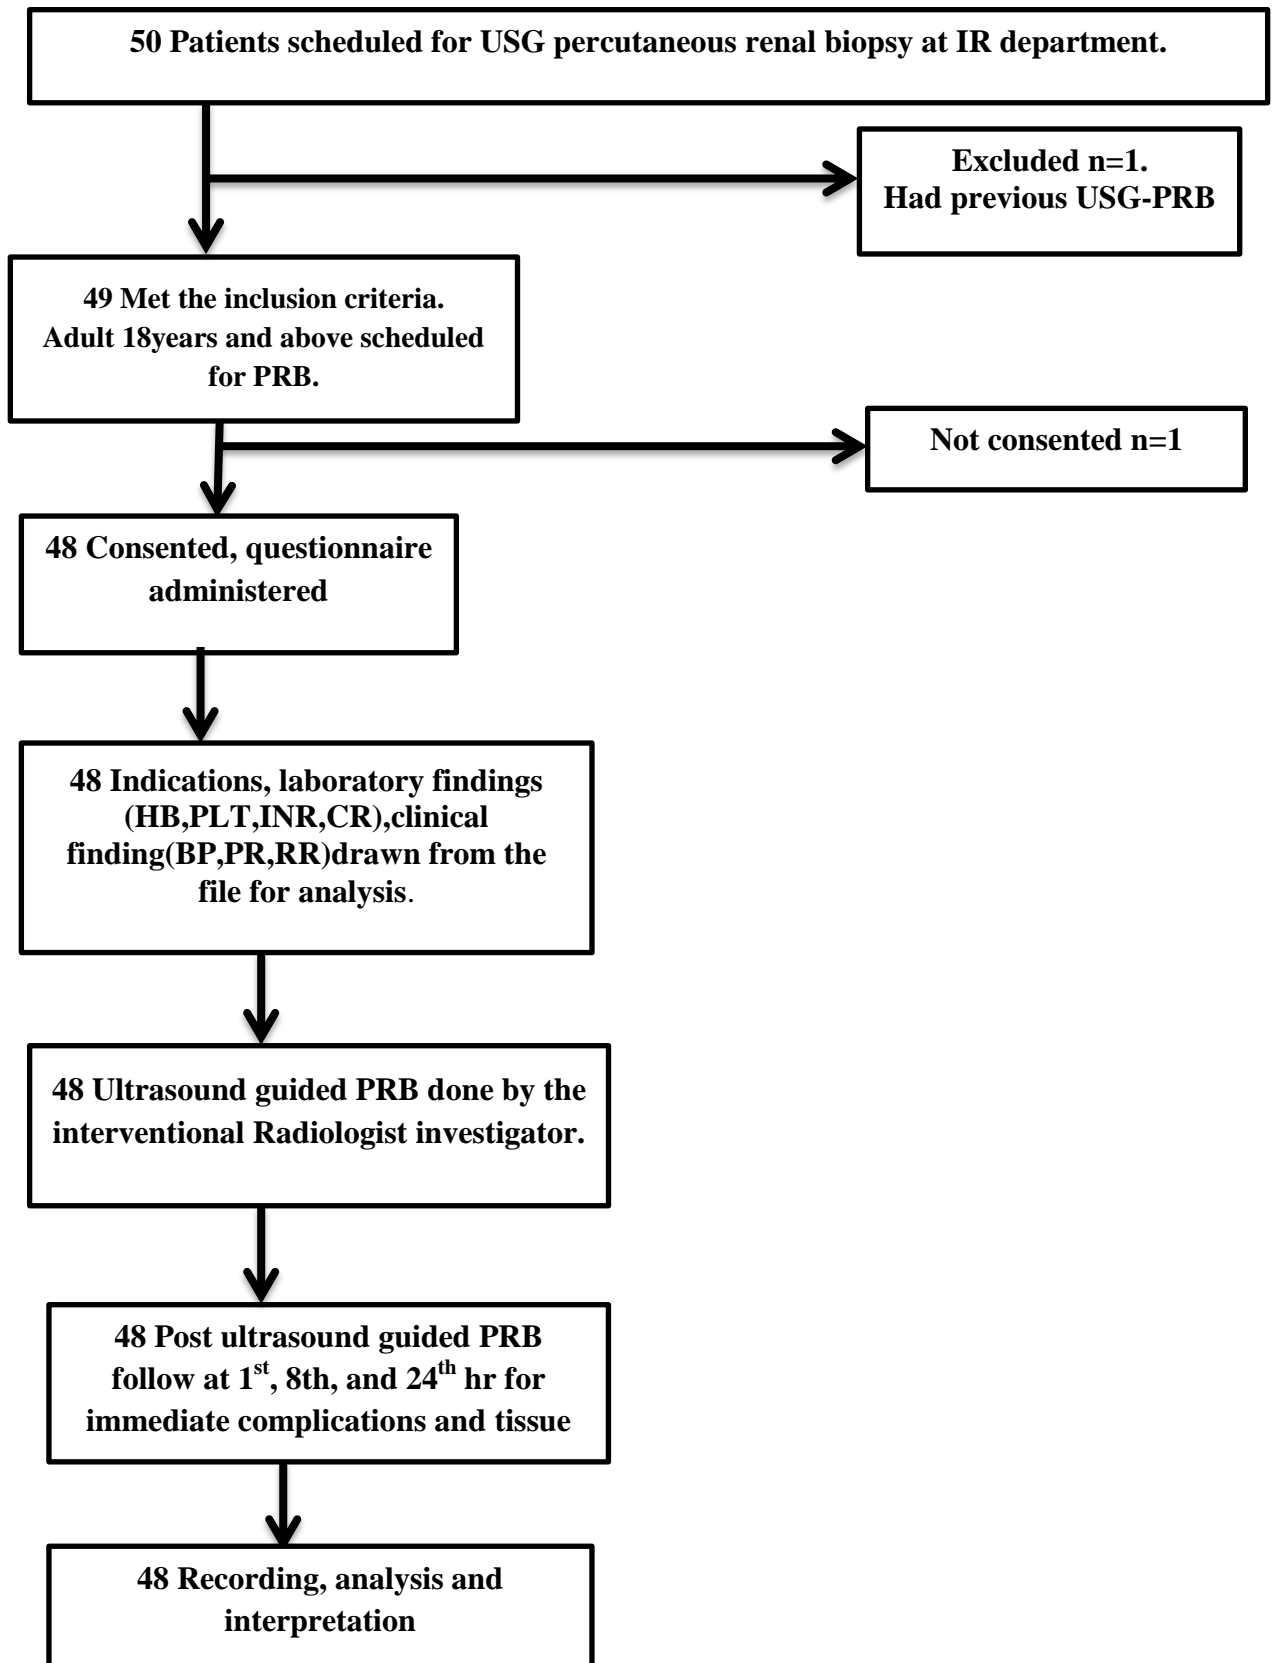 50 Patients scheduled for USG percutaneous renal biopsy at IR department.
Excluded n=1.
Had previous USG-PRB
49 Met the inclusion criteria.
Adult 18years and above scheduled
for PRB.
Not consented n=1
48 Consented, questionnaire
administered
48 Indications, laboratory findings
(HB,PLT,INR,CR),clinical
finding(BP,PR,RR)drawn from the
file for analysis.
48 Ultrasound guided PRB done by the
interventional Radiologist investigator.
48 Post ultrasound guided PRB
follow at 1st, 8th, and 24th hr for
immediate complications and tissue
48 Recording, analysis and
interpretation